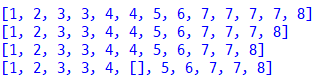 [1, 2, 3, 3, 4, 4, 5, 6, 7, 7, 7, 7, 8]
[1, 2, 3, 3, 4, 4, 5, 6, 7, 7, 7, 8]
[1, 2, 3, 3, 4, 4, 5, 6, 7, 7, 8]
[1, 2, 3, 3, 4, [], 5, 6, 7, 7, 8]